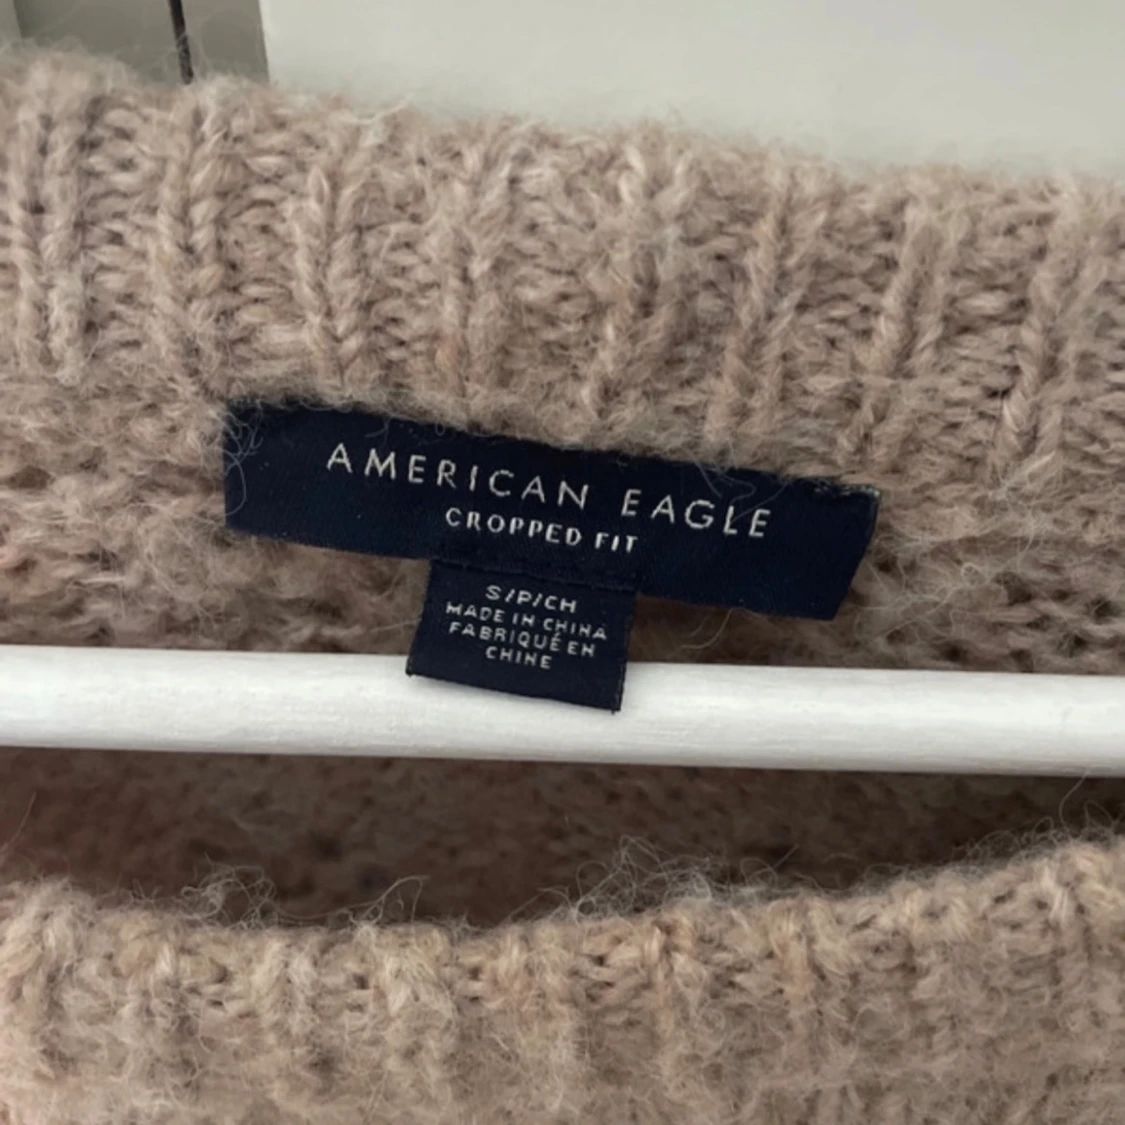 AMERICAN EAGLE
CROPPED FIT
S/P/CH
MADE IN CHINA
FABRIQUÉ EN
CHINE